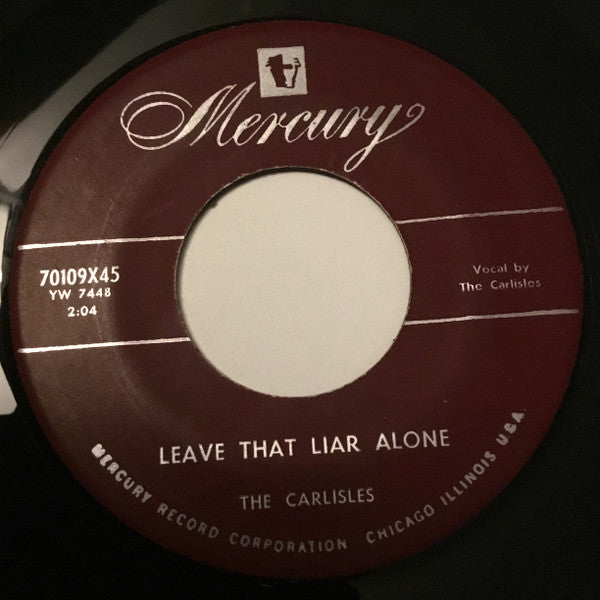 Mercury
70109X45
YW 7448
2:04
Vocal by
The Carlisles
LEAVE THAT LIAR ALONE
THE CARLISLES
MERCURY RECORD CORPORATION CHICAGO ILLINOIS U.S.A.